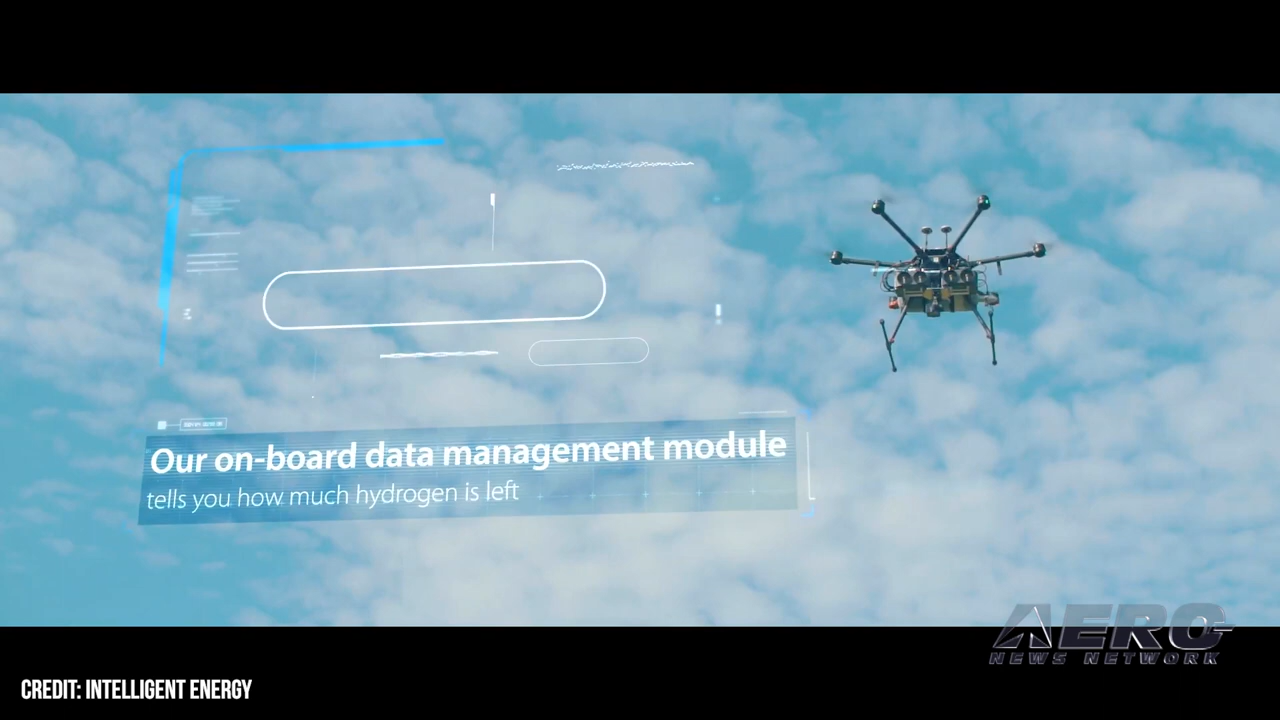 Our on-board data management module
tells you how much hydrogen is left
AERO
NEWS NETWORK
CREDIT: INTELLIGENT ENERGY